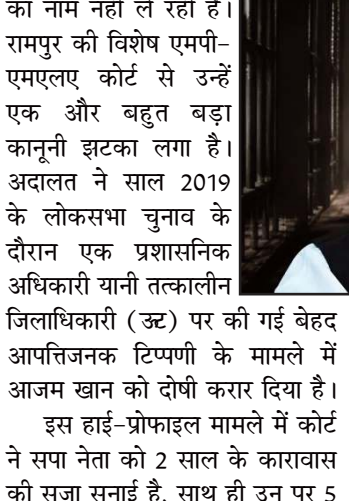 का नाम नहीं ले रहा है।
रामपुर की विशेष एमपी-
एमएलए कोर्ट से उन्हें
एक और बहुत बड़ा
कानूनी झटका लगा है।
अदालत ने साल 2019
के लोकसभा चुनाव के
दौरान एक प्रशासनिक
अधिकारी यानी तत्कालीन
जिलाधिकारी (ऊट) पर की गई बेहद
आपत्तिजनक टिप्पणी के मामले में
आजम खान को दोषी करार दिया है।
इस हाई-प्रोफाइल मामले में कोर्ट
ने सपा नेता को 2 साल के कारावास
की सजा सुनाई है, साथ ही उन पर 5